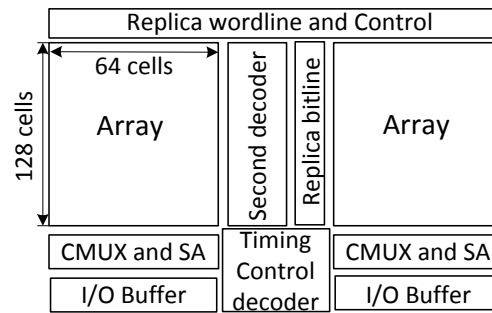 Replica wordline and Control
64 cells
128 cells
Array
Second decoder
Replica bitline
Array
CMUX and SA
Timing
Control
decoder
CMUX and SA
I/O Buffer
I/O Buffer